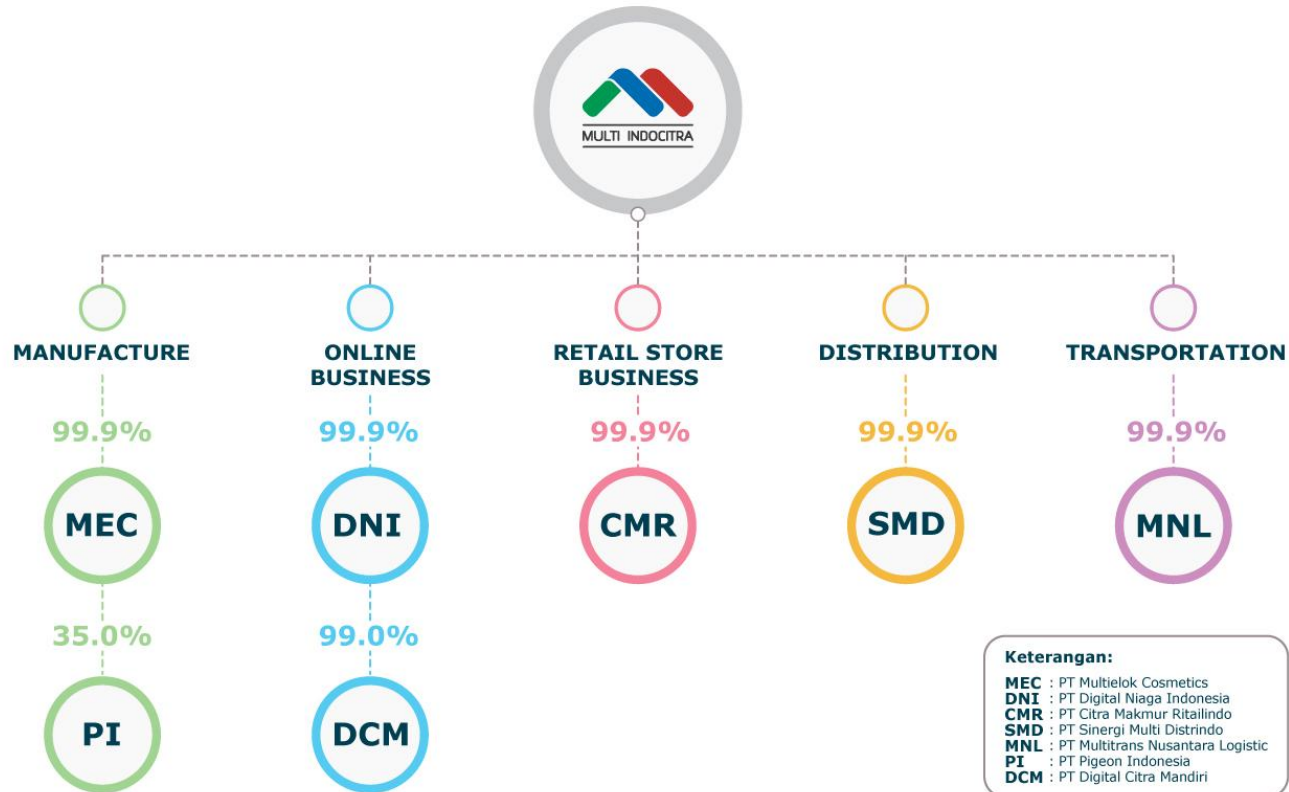 MULTI INDOCITRA
MANUFACTURE
ONLINE
BUSINESS
RETAIL STORE
BUSINESS
DISTRIBUTION
TRANSPORTATION
99.9%
99.9%
99.9%
99.9%
99.9%
MEC
DNI
CMR
SMD
MNL
35.0%
99.0%
PI
DCM
Keterangan:
MEC : PT Multielok Cosmetics
DNI : PT Digital Niaga Indonesia
CMR : PT Citra Makmur Ritailindo
SMD : PT Sinergi Multi Distrindo
MNL : PT Multitrans Nusantara Logistic
PI : PT Pigeon Indonesia
DCM : PT Digital Citra Mandiri